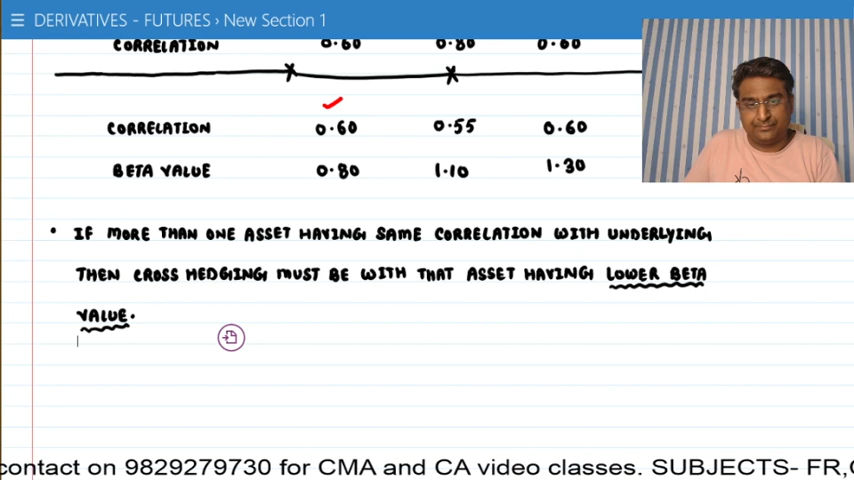 DERIVATIVES - FUTURES › New Section 1
CORRELATION 0.60 0.80 0.60
CORRELATION 0.60 0.55 0.60
BETA VALUE 0.80 1.10 1.30
• IF MORE THAN ONE ASSET HAVING SAME CORRELATION WITH UNDERLYING,
THEN CROSS HEDGING MUST BE WITH THAT ASSET HAVING LOWER BETA
VALUE.
contact on 9829279730 for CMA and CA video classes. SUBJECTS- FR,